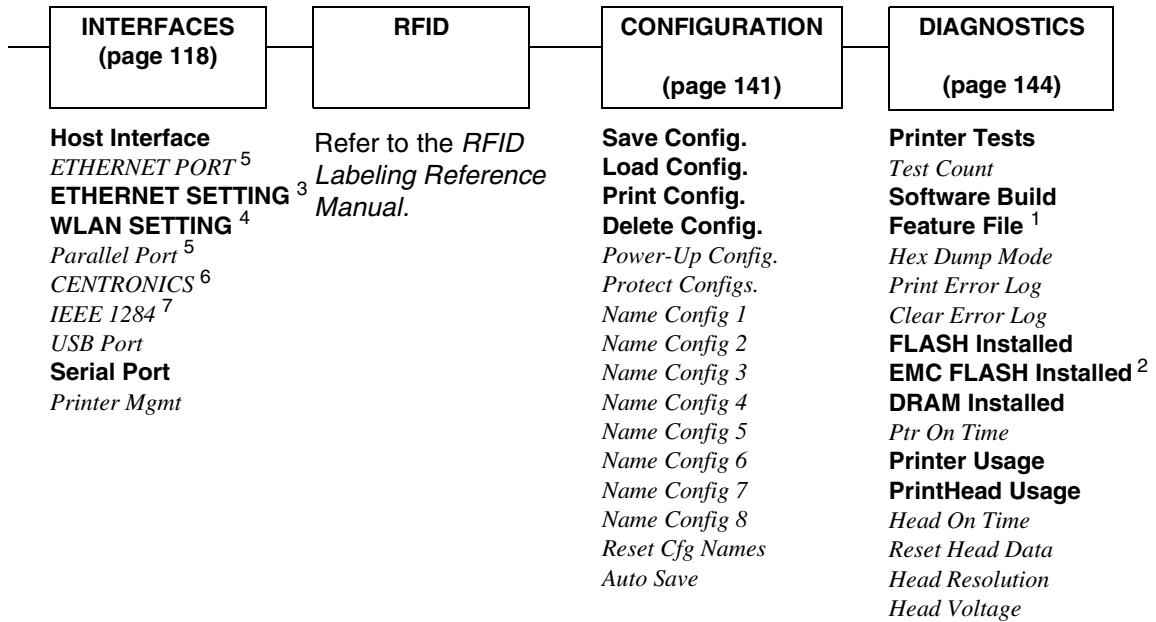 INTERFACES
(page 118)
Host Interface
ETHERNET PORT 5
ETHERNET SETTING 3
WLAN SETTING 4
Parallel Port 5
CENTRONICS 6
IEEE 1284 7
USB Port
Serial Port
Printer Mgmt
RFID
Refer to the RFID
Labeling Reference
Manual.
CONFIGURATION
(page 141)
Save Config.
Load Config.
Print Config.
Delete Config.
Power-Up Config.
Protect Configs.
Name Config 1
Name Config 2
Name Config 3
Name Config 4
Name Config 5
Name Config 6
Name Config 7
Name Config 8
Reset Cfg Names
Auto Save
DIAGNOSTICS
(page 144)
Printer Tests
Test Count
Software Build
Feature File 1
Hex Dump Mode
Print Error Log
Clear Error Log
FLASH Installed
EMC FLASH Installed 2
DRAM Installed
Ptr On Time
Printer Usage
PrintHead Usage
Head On Time
Reset Head Data
Head Resolution
Head Voltage